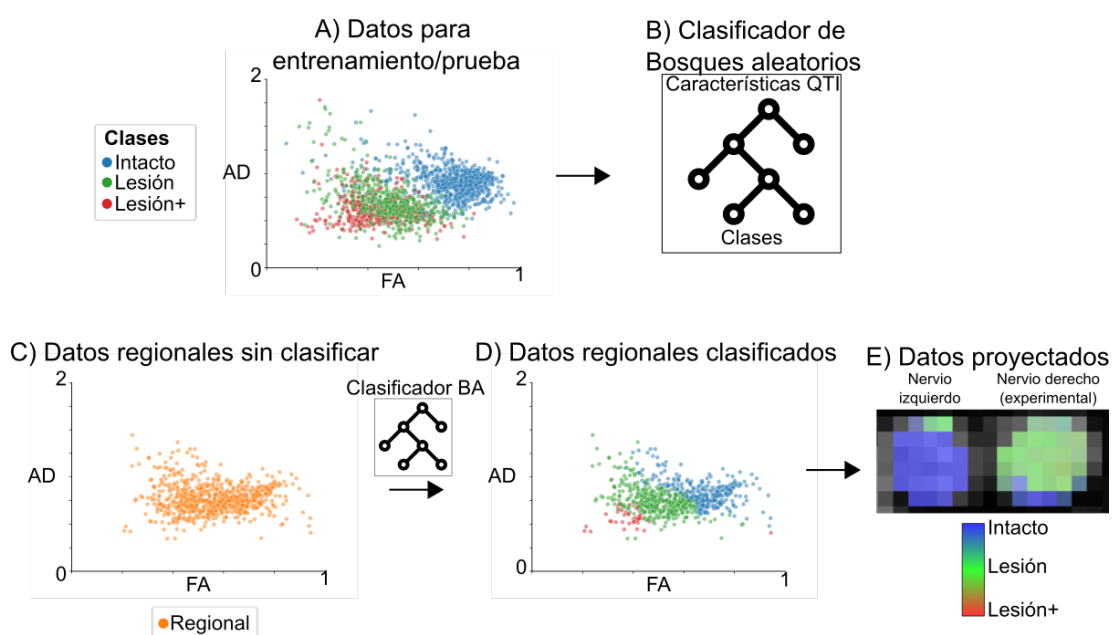 A) Datos para
entrenamiento/prueba
2
AD
0
FA
1
Clases
Intacto
Lesión
Lesión+
B) Clasificador de
Bosques aleatorios
Características QTI
Clases
C) Datos regionales sin clasificar
2
AD
0
FA
1
Regional
Clasificador BA
D) Datos regionales clasificados
2
AD
0
FA
1
E) Datos proyectados
Nervio
izquierdo
Nervio derecho
(experimental)
Intacto
Lesión
Lesión+